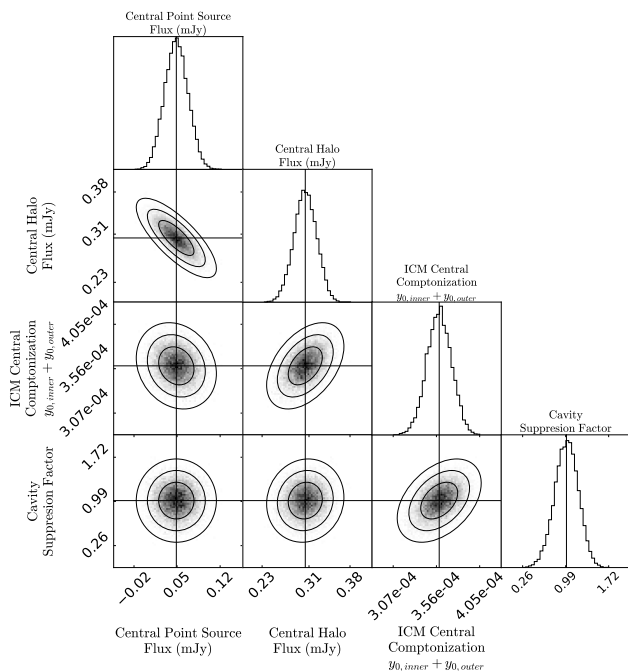 Central Point Source
Flux (mJy)
Central Halo
Flux (mJy)
0.38
0.31
0.23
Central Halo
Flux (mJy)
ICM Central
Comptonization
y0,inner + y0,outer
4.05e-04
3.56e-04
3.07e-04
ICM Central
Comptonization
y0,inner + y0,outer
Cavity
Suppresion Factor
1.72
0.99
0.26
Cavity
Suppresion Factor
−0.02
0.05
0.12
0.23
0.31
0.38
3.07e-04
3.56e-04
4.05e-04
0.26
0.99
1.72
Central Point Source
Flux (mJy)
Central Halo
Flux (mJy)
ICM Central
Comptonization
y0,inner + y0,outer